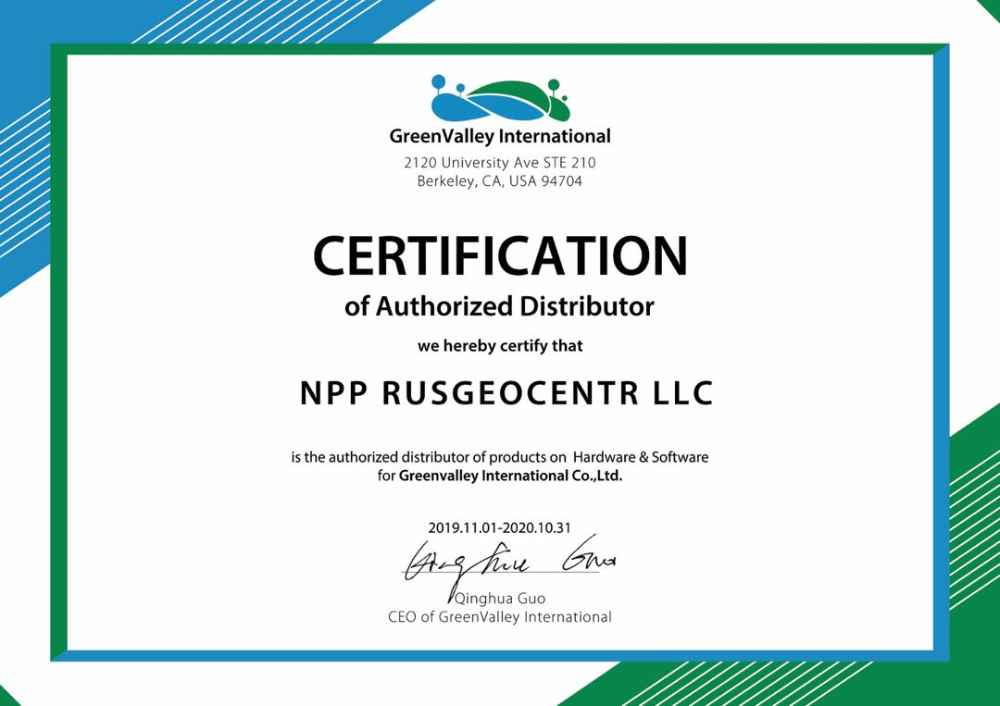 GreenValley International
2120 University Ave STE 210
Berkeley, CA, USA 94704
CERTIFICATION
of Authorized Distributor
we hereby certify that
NPP RUSGEOCENTR LLC
is the authorized distributor of products on Hardware & Software
for Greenvalley International Co.,Ltd.
2019.11.01-2020.10.31
Qinghua Guo
Qinghua Guo
CEO of GreenValley International